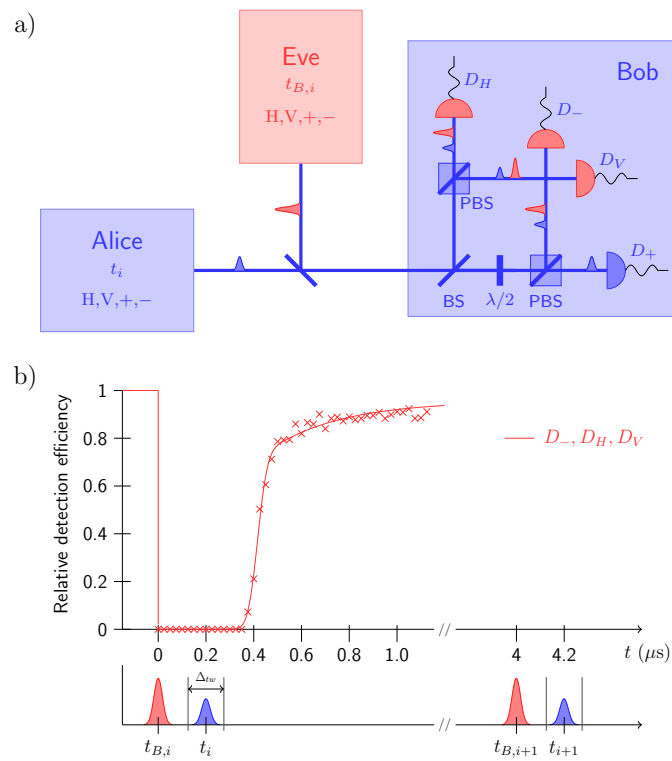 a)
Eve
t_{B,i}
H,V,+,−
Bob
D_H
D_−
D_V
PBS
Alice
t_i
H,V,+,−
D_+
BS
λ/2
PBS
b)
Relative detection efficiency
1
0.8
0.6
0.4
0.2
0
D_−, D_H, D_V
//
0
0.2
0.4
0.6
0.8
1.0
//
4
4.2
t (μs)
Δ_{tw}
//
t_{B,i}
t_i
t_{B,i+1}
t_{i+1}